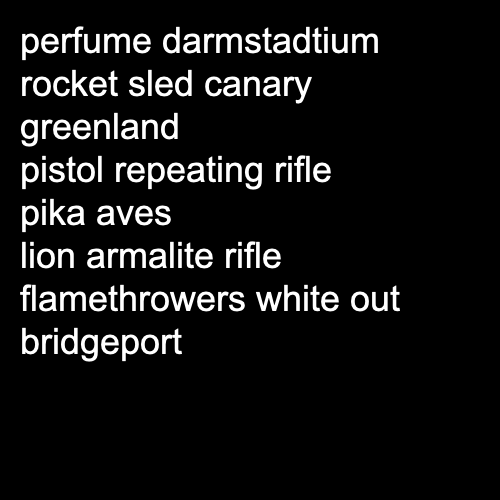 perfume darmstadtium
rocket sled canary
greenland
pistol repeating rifle
pika aves
lion armalite rifle
flamethrowers white out
bridgeport